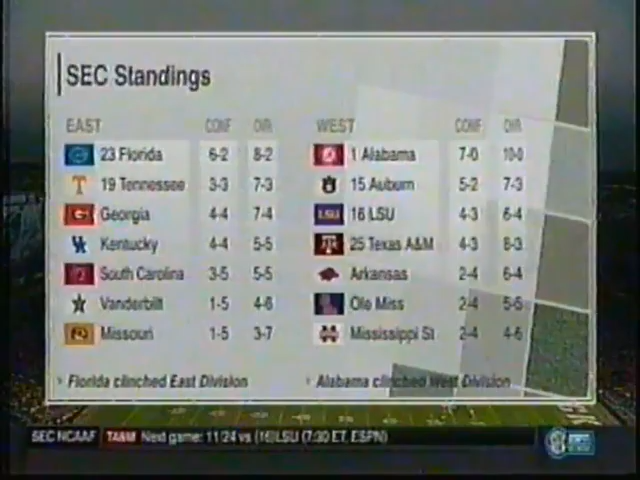 SEC Standings
EAST CONF OVR
23 Florida 6-2 8-2
19 Tennessee 3-3 7-3
Georgia 4-4 7-4
Kentucky 4-4 5-5
South Carolina 3-5 5-5
Vanderbilt 1-5 4-6
Missouri 1-5 3-7
› Florida clinched East Division
WEST CONF OVR
1 Alabama 7-0 10-0
15 Auburn 5-2 7-3
LSU 16 LSU 4-3 6-4
25 Texas A&M 4-3 8-3
Arkansas 2-4 6-4
Ole Miss 2-4 5-5
Mississippi St 2-4 4-6
› Alabama clinched West Division
SEC NCAAF TA&M Next game: 11/24 vs (16)LSU (7:30 ET, ESPN)